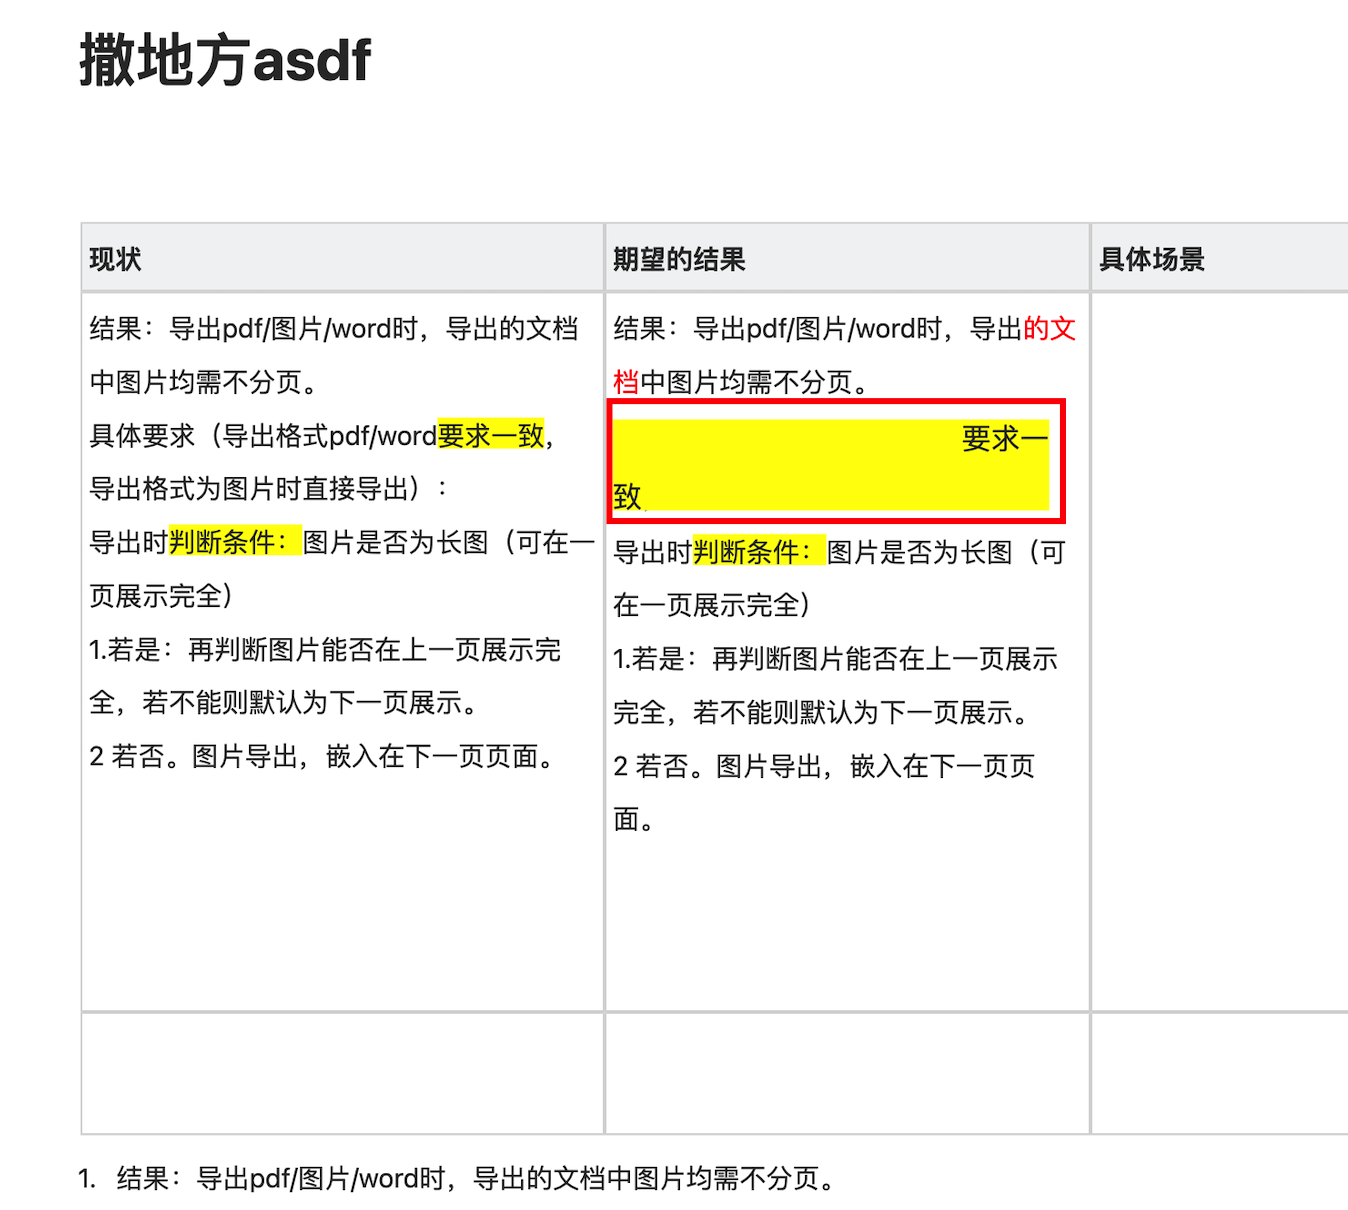 撒地方asdf
现状
期望的结果
具体场景
结果：导出pdf/图片/word时，导出的文档
中图片均需不分页。
具体要求（导出格式pdf/word要求一致，
导出格式为图片时直接导出）：
导出时判断条件：图片是否为长图（可在一
页展示完全）
1.若是：再判断图片能否在上一页展示完
全，若不能则默认为下一页展示。
2 若否。图片导出，嵌入在下一页页面。
结果：导出pdf/图片/word时，导出的文
档中图片均需不分页。
要求一
致
导出时判断条件：图片是否为长图（可
在一页展示完全）
1.若是：再判断图片能否在上一页展示
完全，若不能则默认为下一页展示。
2 若否。图片导出，嵌入在下一页页
面。
1. 结果：导出pdf/图片/word时，导出的文档中图片均需不分页。